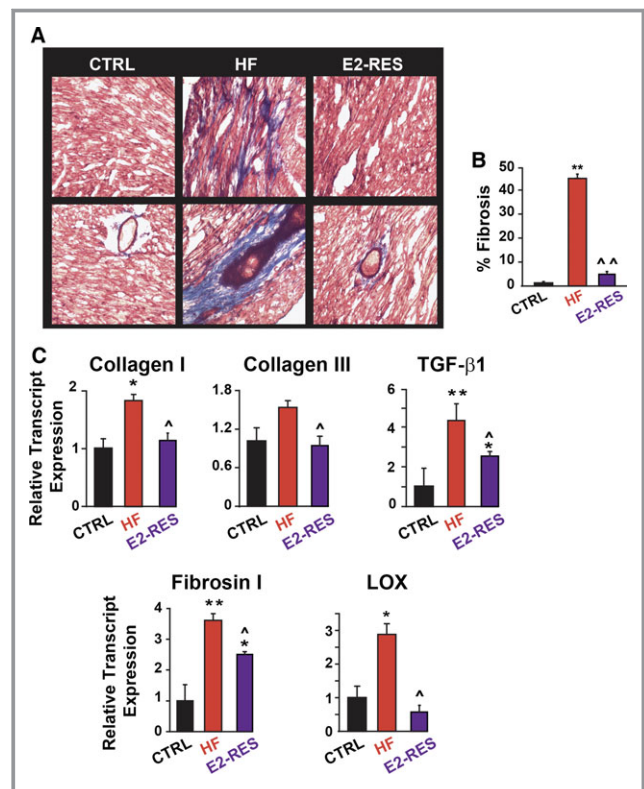 A
CTRL HF E2-RES
B
% Fibrosis
50
40
30
20
10
0
**
^ ^
CTRL
HF
E2-RES
C
Collagen I
Relative Transcript
Expression
2
1
0
*
^
CTRL
HF
E2-RES
Collagen III
1.8
1.2
0.6
0
^
CTRL
HF
E2-RES
TGF-β1
6
4
2
0
**
^
*
CTRL
HF
E2-RES
Fibrosin I
Relative Transcript
Expression
4
3
2
1
0
**
^
*
CTRL
HF
E2-RES
LOX
3
2
1
0
*
^
CTRL
HF
E2-RES